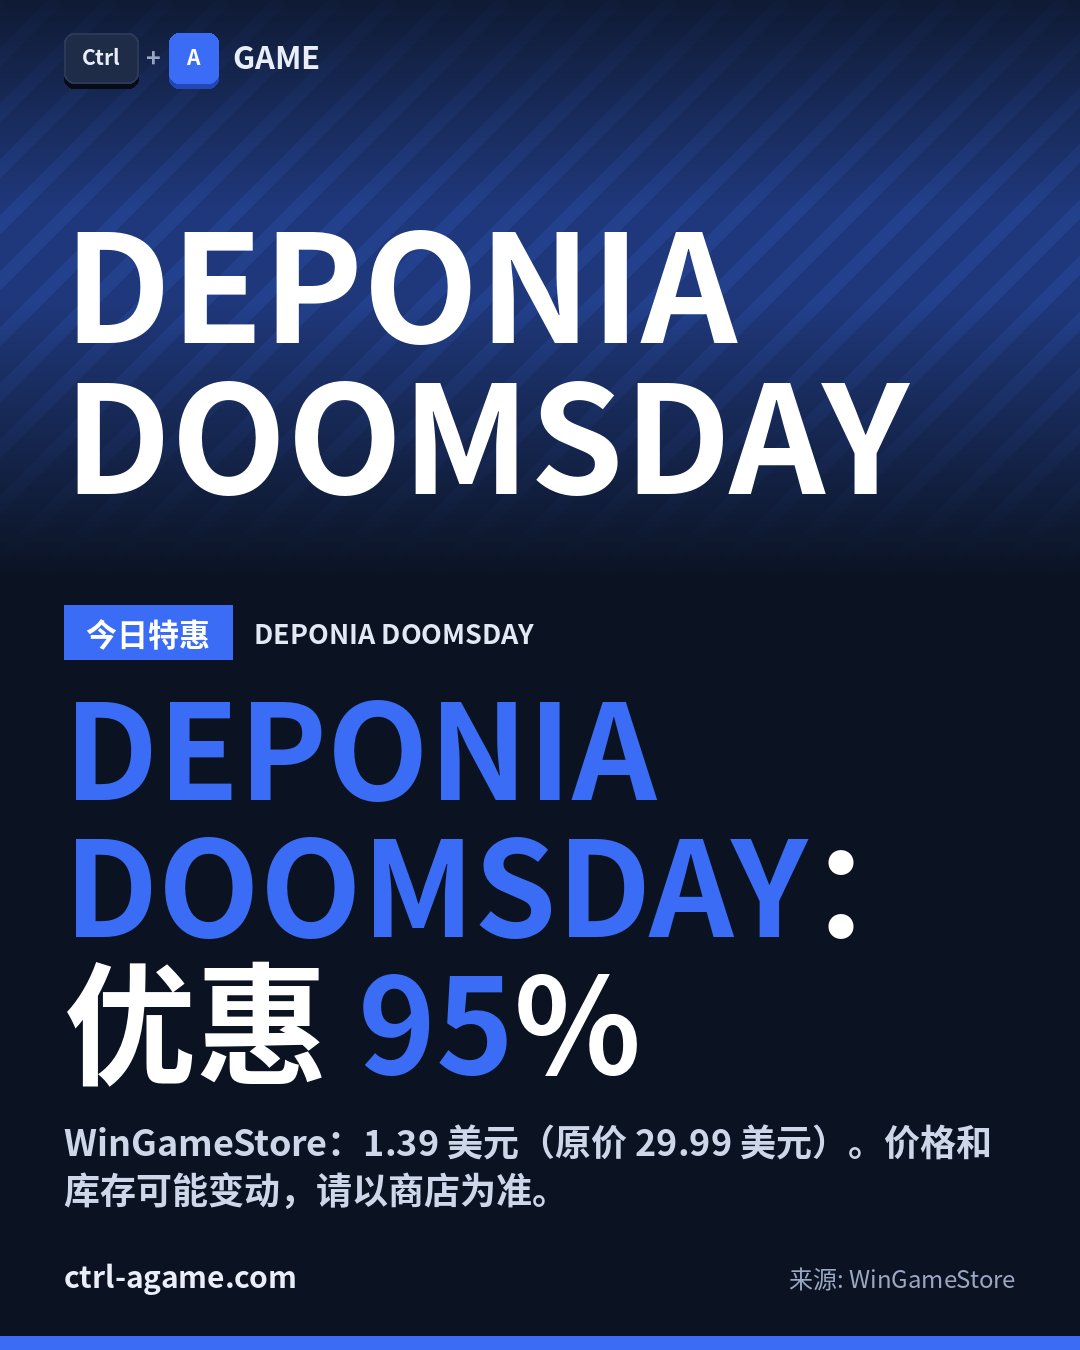 Ctrl + A GAME
DEPONIA
DOOMSDAY
今日特惠 DEPONIA DOOMSDAY
DEPONIA
DOOMSDAY：
优惠 95%
WinGameStore：1.39 美元（原价 29.99 美元）。价格和
库存可能变动，请以商店为准。
ctrl-agame.com
来源: WinGameStore